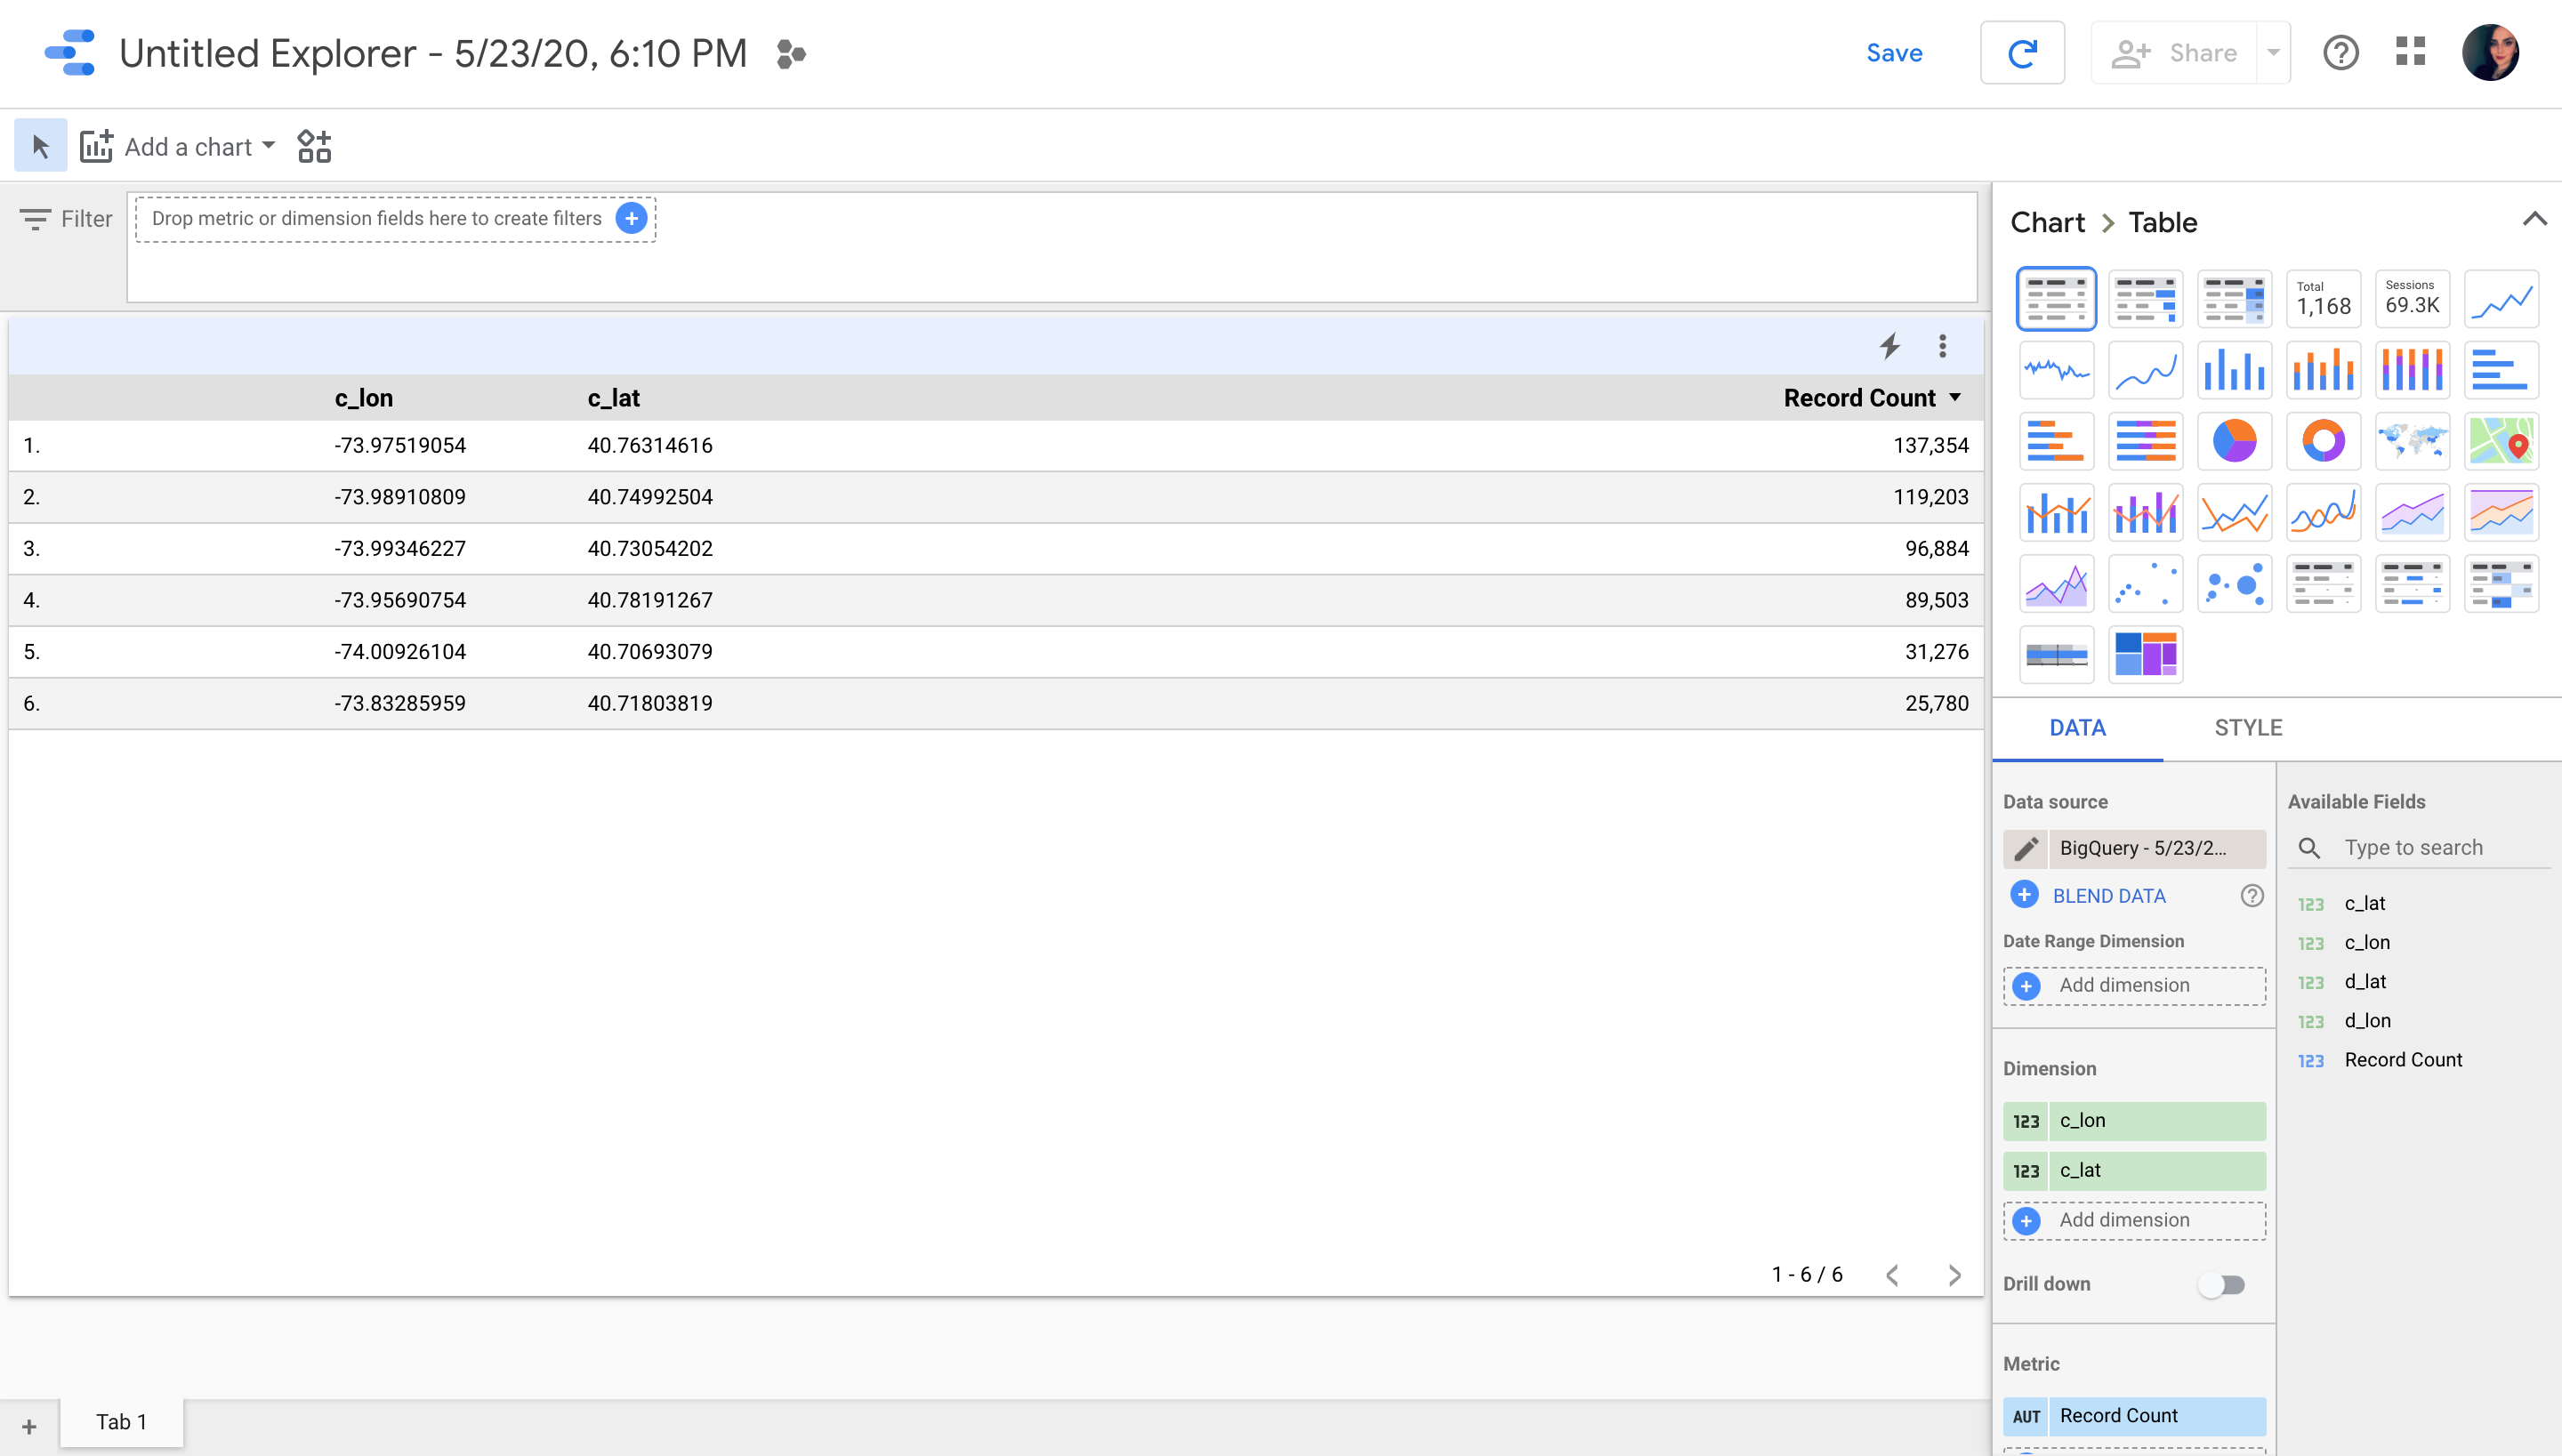 Untitled Explorer - 5/23/20, 6:10 PM
Save
Share
Add a chart
Filter
Drop metric or dimension fields here to create filters
c_lon c_lat Record Count
1. -73.97519054 40.76314616 137,354
2. -73.98910809 40.74992504 119,203
3. -73.99346227 40.73054202 96,884
4. -73.95690754 40.78191267 89,503
5. -74.00926104 40.70693079 31,276
6. -73.83285959 40.71803819 25,780
1 - 6 / 6
Tab 1
Chart > Table
Total
1,168
Sessions
69.3K
DATA STYLE
Data source
BigQuery - 5/23/2...
BLEND DATA
Date Range Dimension
Add dimension
Dimension
123 c_lon
123 c_lat
Add dimension
Drill down
Metric
AUT Record Count
Available Fields
Type to search
123 c_lat
123 c_lon
123 d_lat
123 d_lon
123 Record Count